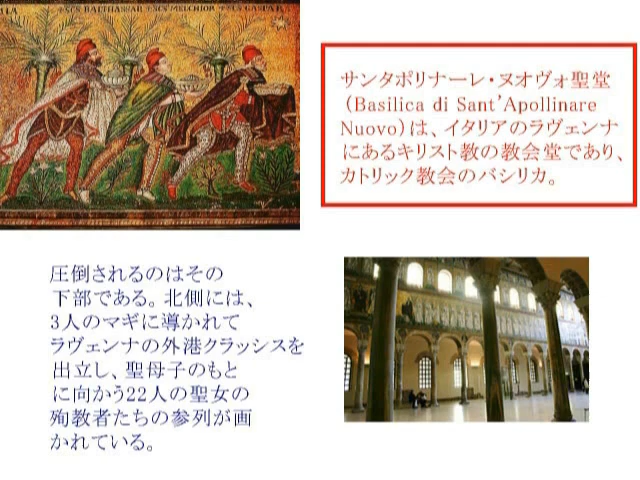 SCS BALTHASSAR + SCS MELCHIOR + SCS GASPAR
サンタポリナーレ・ヌオヴォ聖堂
（Basilica di Sant'Apollinare
Nuovo）は、イタリアのラヴェンナ
にあるキリスト教の教会堂であり、
カトリック教会のバシリカ。
圧倒されるのはその
下部である。北側には、
3人のマギに導かれて
ラヴェンナの外港クラッシスを
出立し、聖母子のもと
に向かう22人の聖女の
殉教者たちの参列が画
かれている。